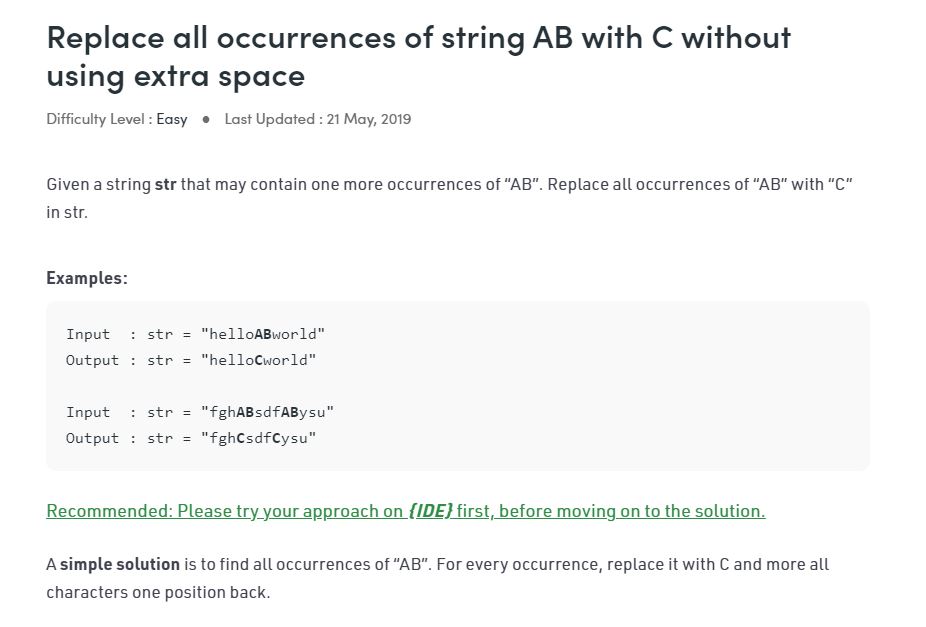 Replace all occurrences of string AB with C without
using extra space
Difficulty Level : Easy ● Last Updated : 21 May, 2019
Given a string str that may contain one more occurrences of “AB”. Replace all occurrences of “AB” with “C”
in str.
Examples:
Input  : str = "helloABworld"
Output : str = "helloCworld"
Input  : str = "fghABsdfABysu"
Output : str = "fghCsdfCysu"
Recommended: Please try your approach on {IDE} first, before moving on to the solution.
A simple solution is to find all occurrences of “AB”. For every occurrence, replace it with C and more all
characters one position back.